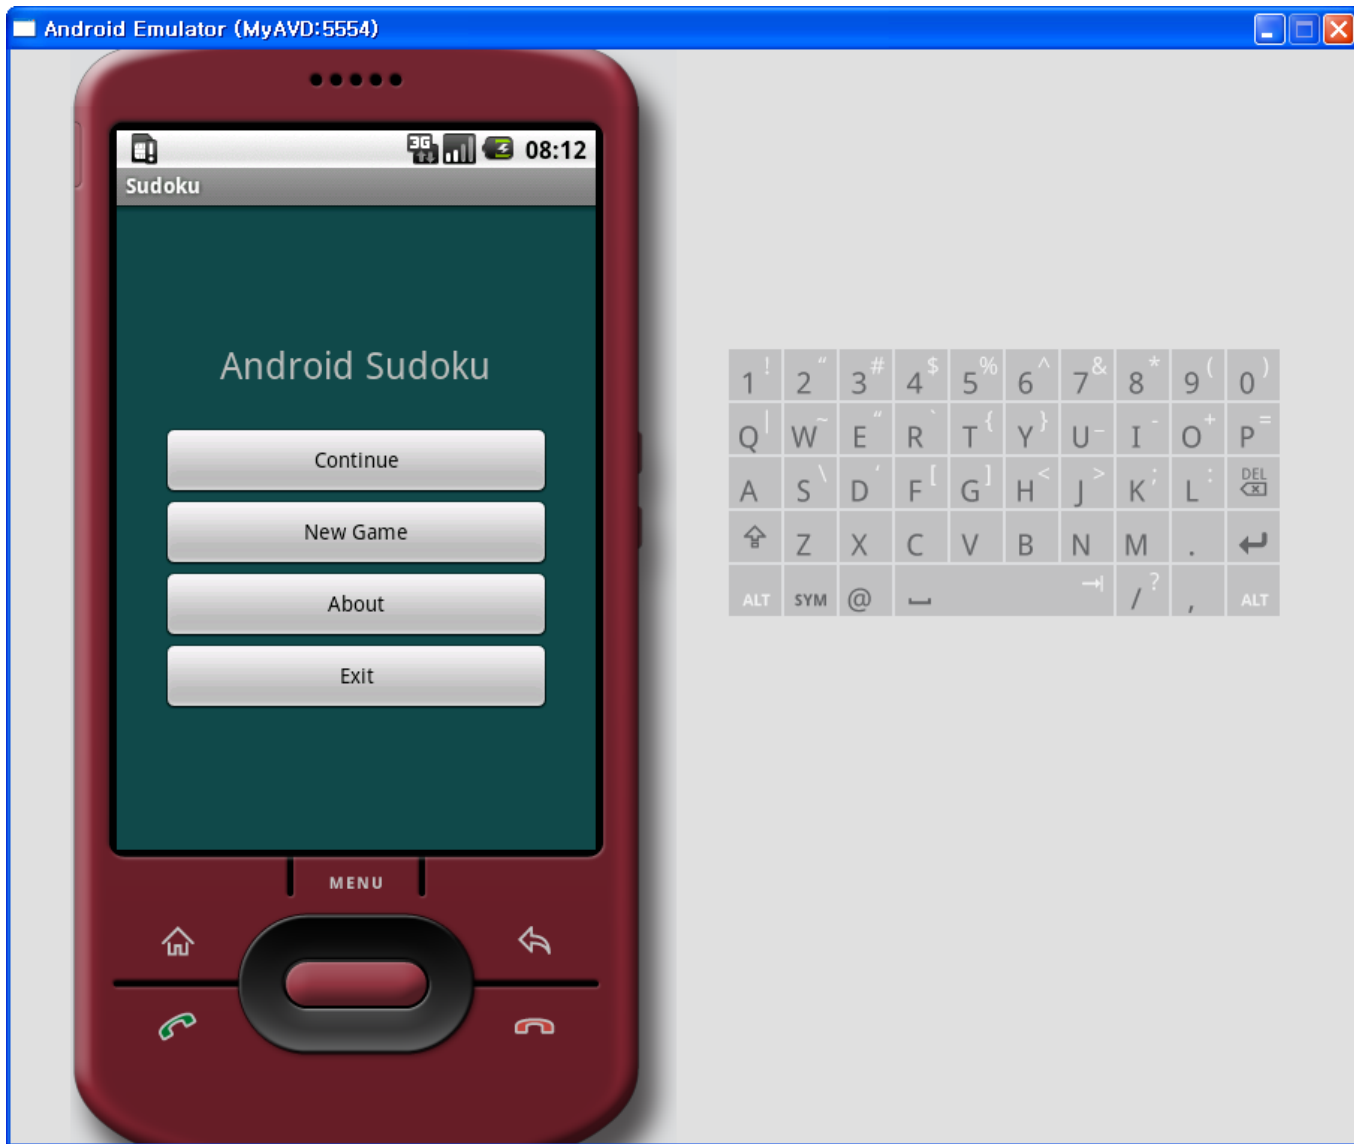 Android Emulator (MyAVD:5554)
3G 08:12
Sudoku
Android Sudoku
Continue
New Game
About
Exit
MENU
1 ! 2 “ 3 # 4 $ 5 % 6 ^ 7 & 8 * 9 ( 0 )
Q | W ~ E “ R ` T { Y } U _ I - O + P =
A S \ D ‘ F [ G ] H < J > K ; L : DEL
Z X C V B N M .
ALT SYM @ / ? , ALT